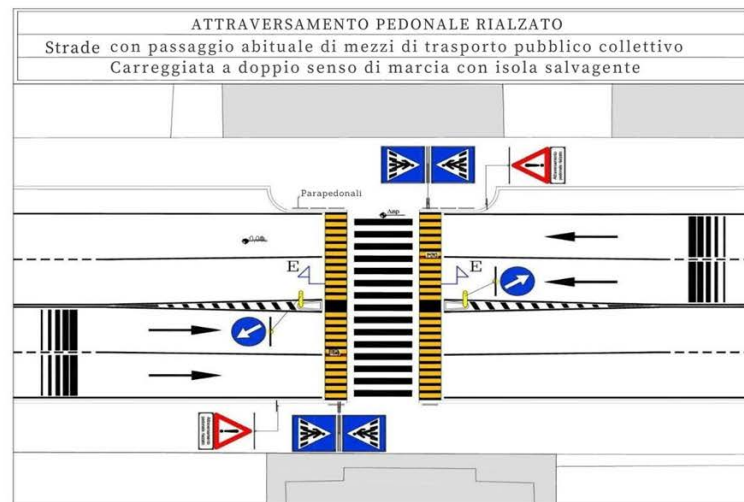 ATTRAVERSAMENTO PEDONALE RIALZATO
Strade con passaggio abituale di mezzi di trasporto pubblico collettivo
Carreggiata a doppio senso di marcia con isola salvagente
Parapedonali
E
E